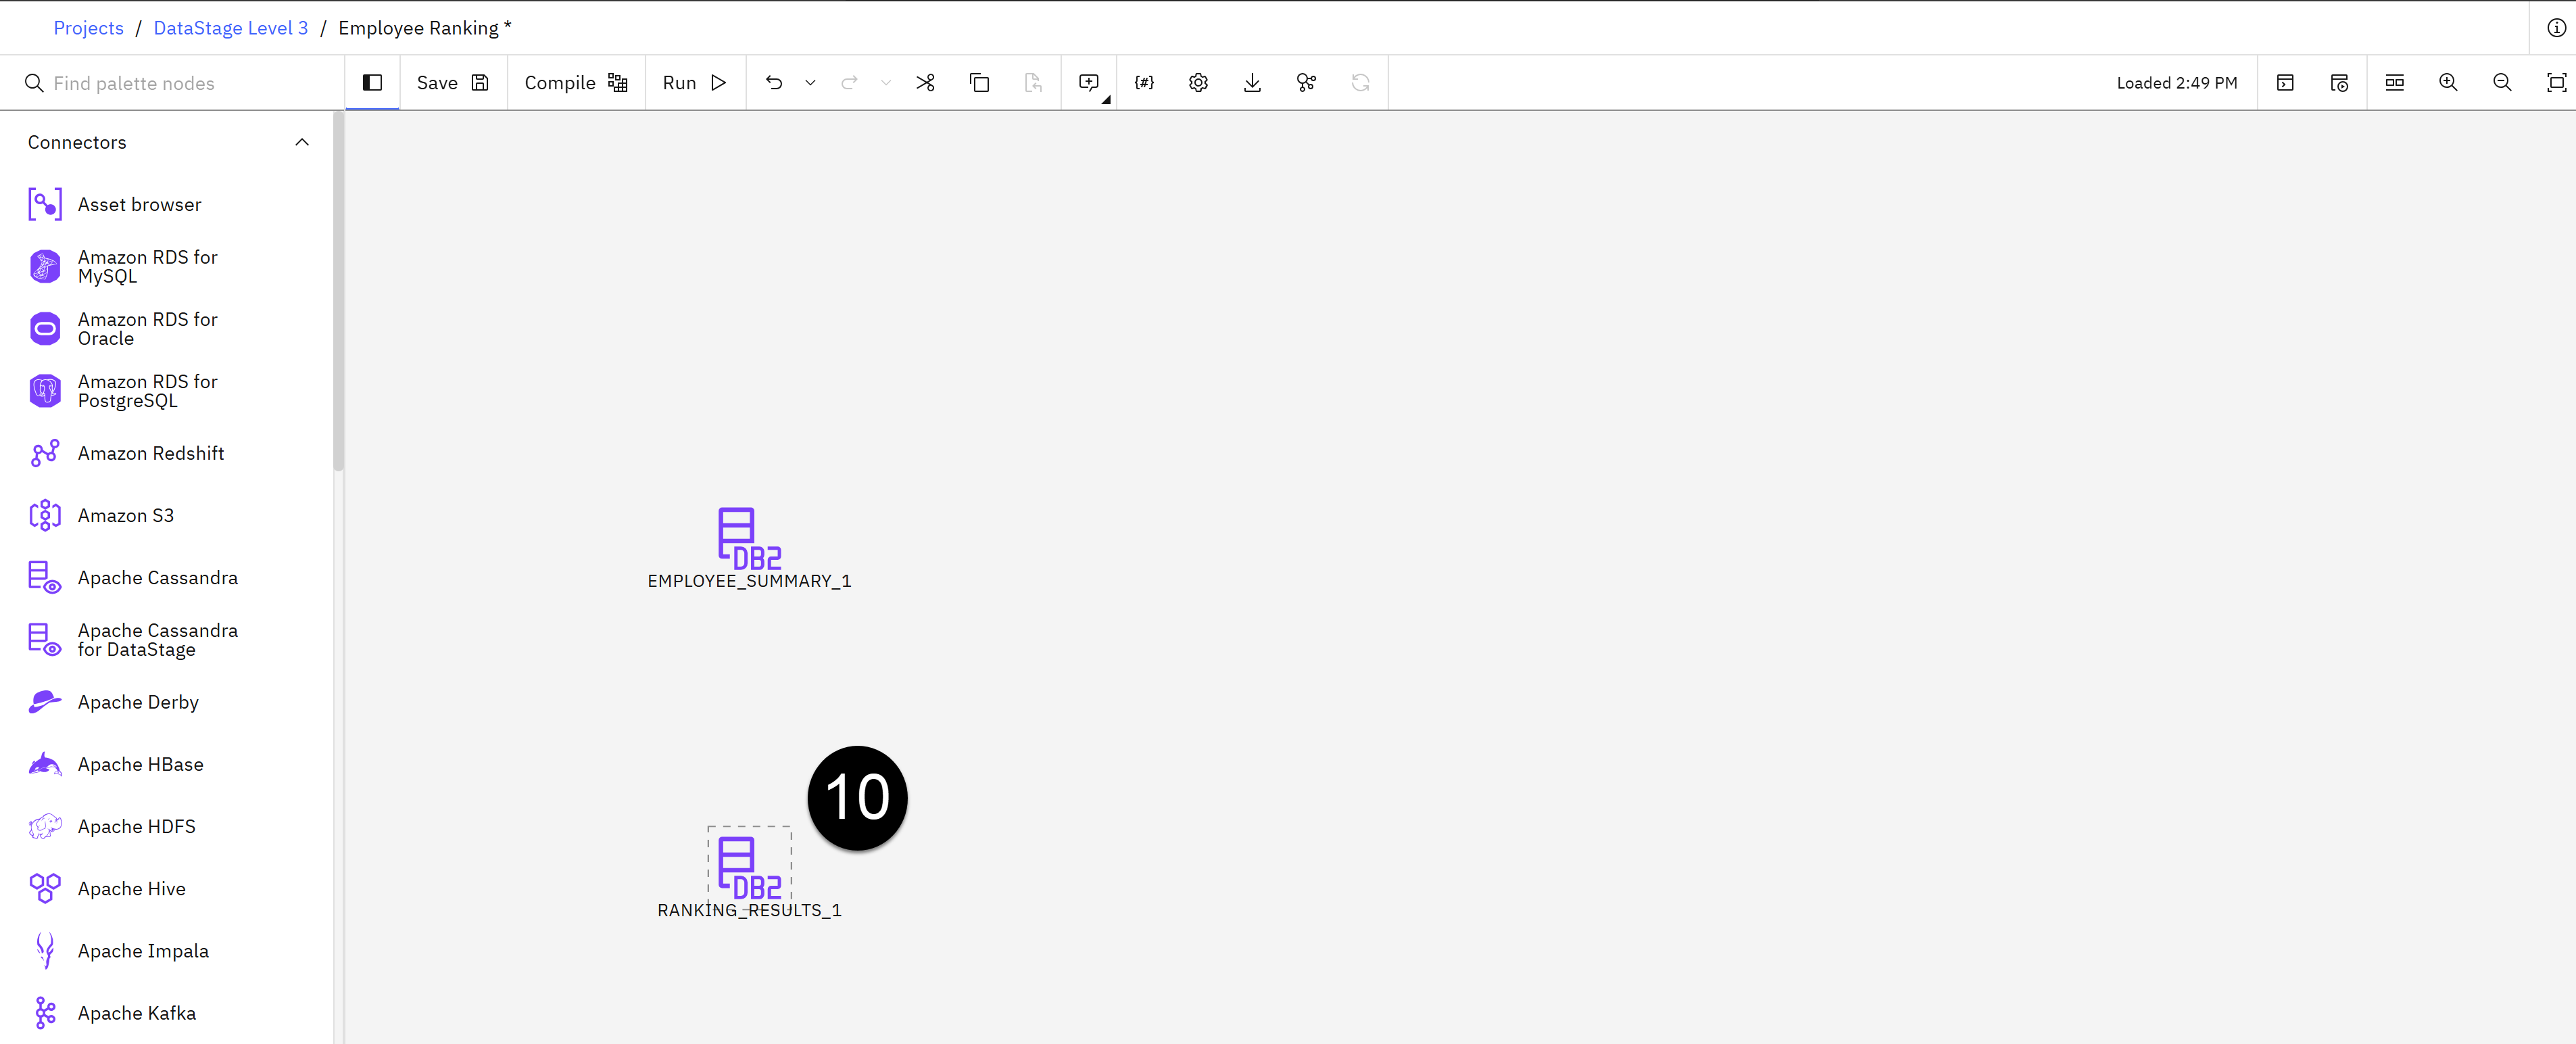 Projects / DataStage Level 3 / Employee Ranking *
Find palette nodes
Save
Compile
Run
{#}
Loaded 2:49 PM
Connectors
Asset browser
Amazon RDS for
MySQL
Amazon RDS for
Oracle
Amazon RDS for
PostgreSQL
Amazon Redshift
Amazon S3
Apache Cassandra
Apache Cassandra
for DataStage
Apache Derby
Apache HBase
Apache HDFS
Apache Hive
Apache Impala
Apache Kafka
DB2
EMPLOYEE_SUMMARY_1
10
DB2
RANKING_RESULTS_1